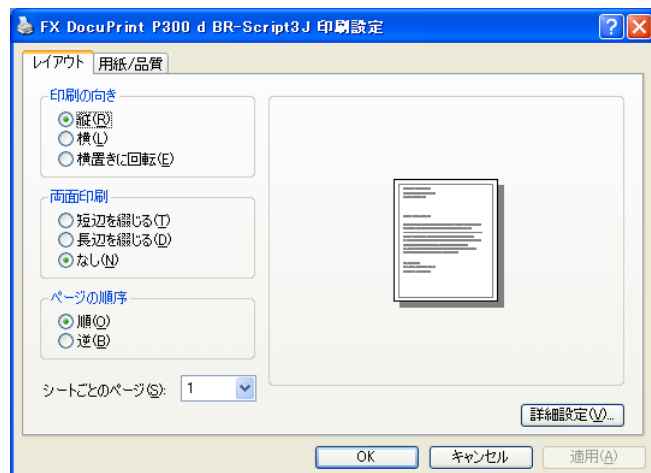 FX DocuPrint P300 d BR-Script3J 印刷設定
レイアウト 用紙/品質
印刷の向き
縦(R)
横(L)
横置きに回転(E)
両面印刷
短辺を綴じる(T)
長辺を綴じる(D)
なし(N)
ページの順序
順(O)
逆(B)
シートごとのページ(S): 1
詳細設定(V)...
OK キャンセル 適用(A)